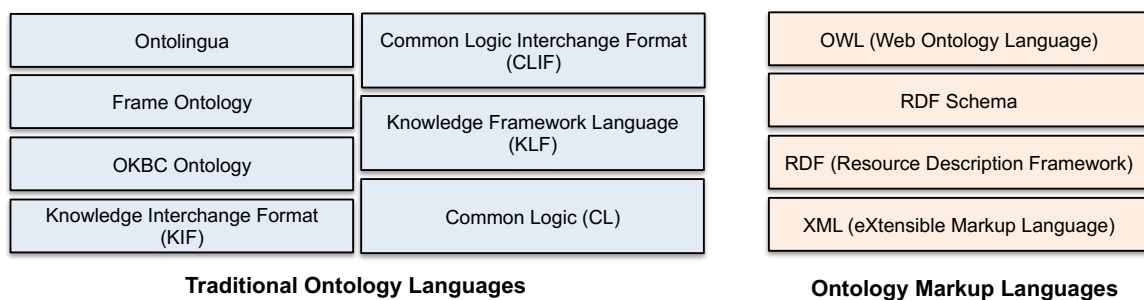 Ontolingua
Frame Ontology
OKBC Ontology
Knowledge Interchange Format
(KIF)
Common Logic Interchange Format
(CLIF)
Knowledge Framework Language
(KLF)
Common Logic (CL)
Traditional Ontology Languages
OWL (Web Ontology Language)
RDF Schema
RDF (Resource Description Framework)
XML (eXtensible Markup Language)
Ontology Markup Languages